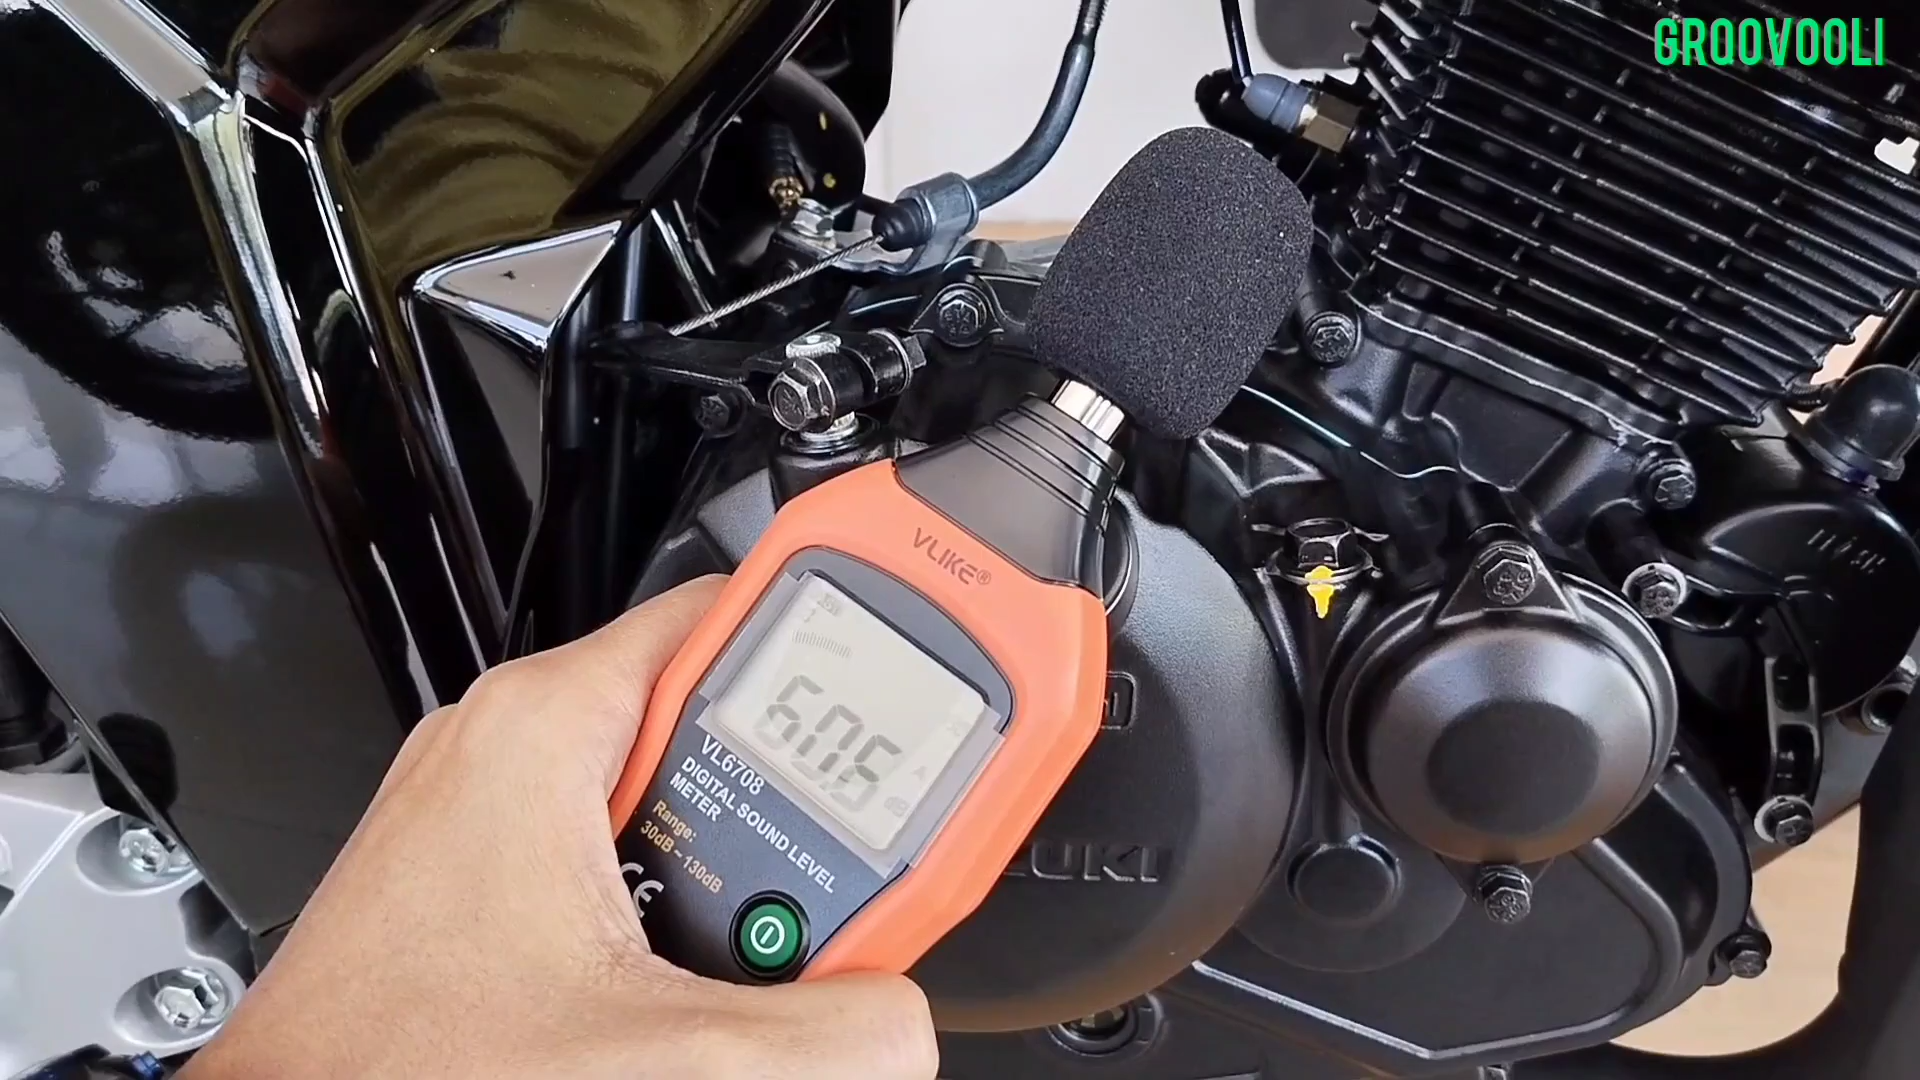 GROOVOOLI
VLIKE®
60.6
A
dB
VL6708
DIGITAL SOUND LEVEL
METER
Range:
30dB ~ 130dB
CE
ZUKI